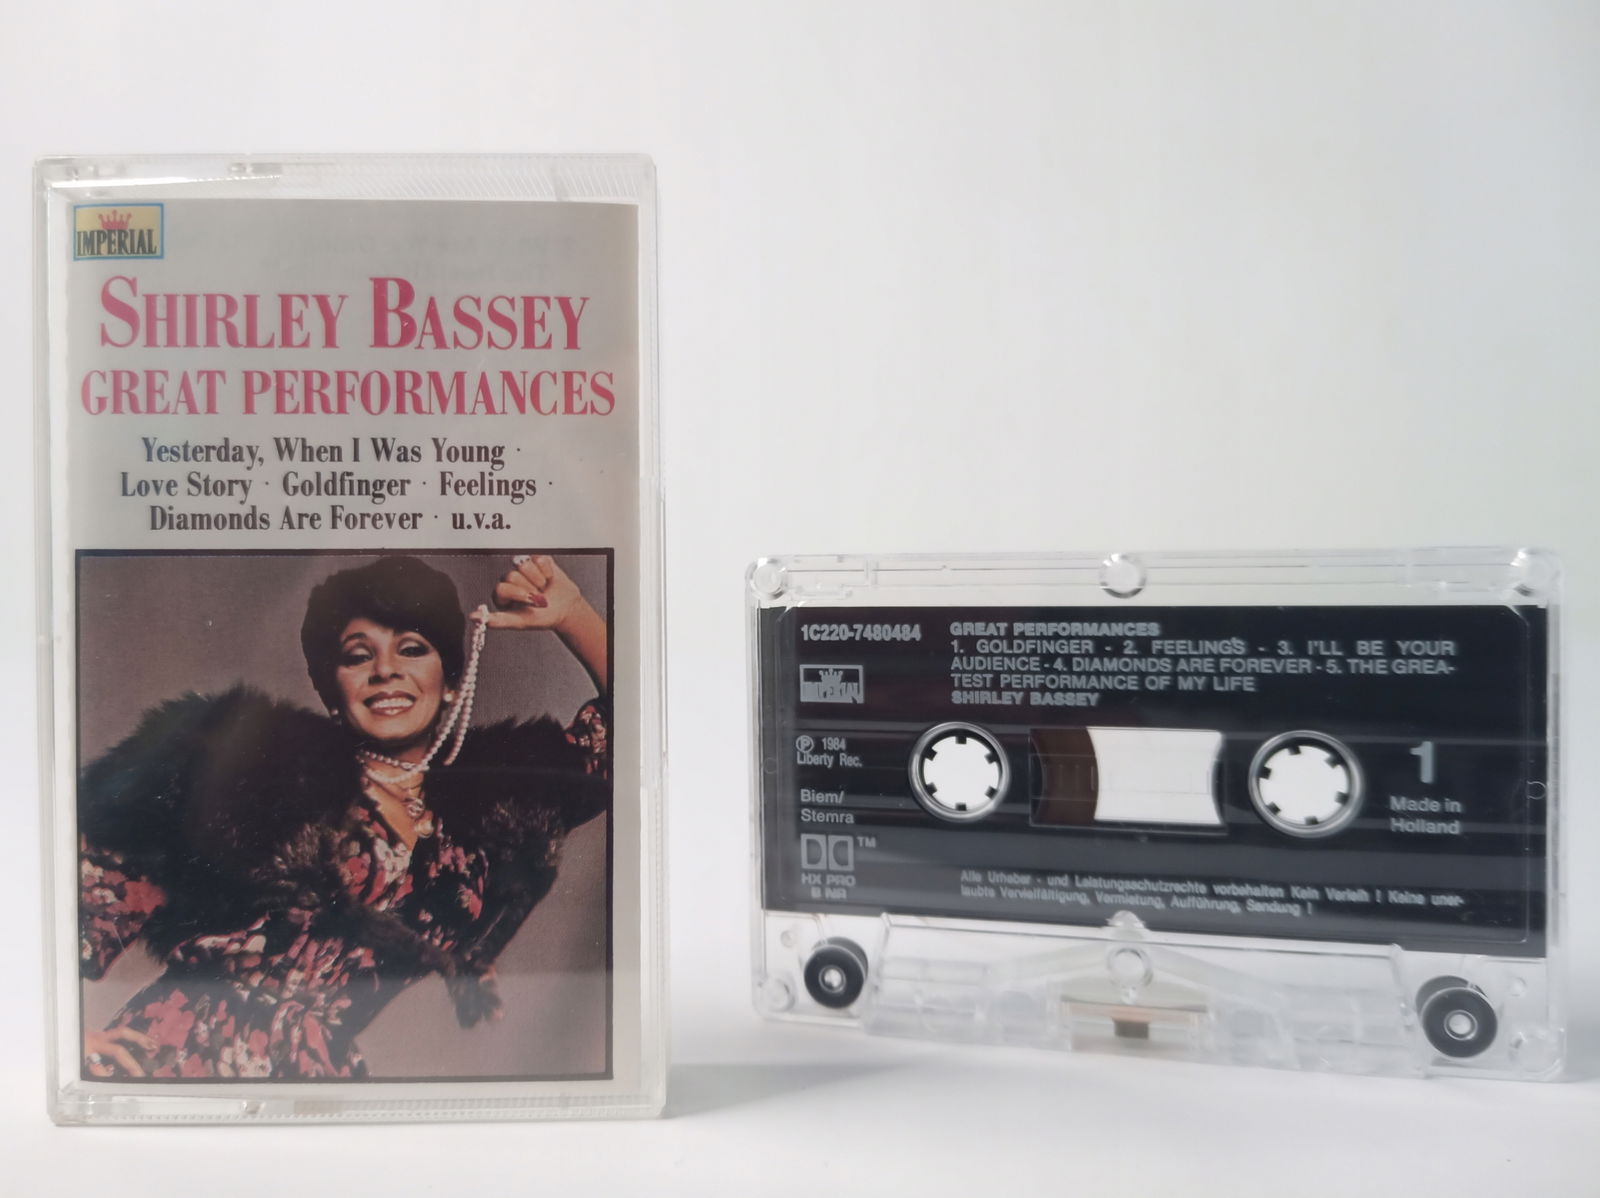 IMPERIAL
SHIRLEY BASSEY
GREAT PERFORMANCES
Yesterday, When I Was Young ·
Love Story · Goldfinger · Feelings ·
Diamonds Are Forever · u.v.a.
1C220-7480484
IMPERIAL
GREAT PERFORMANCES
1. GOLDFINGER - 2. FEELINGS - 3. I'LL BE YOUR
AUDIENCE - 4. DIAMONDS ARE FOREVER - 5. THE GREA-
TEST PERFORMANCE OF MY LIFE
SHIRLEY BASSEY
Ⓟ 1984
Liberty Rec.
Biem/
Stemra
TM
HX PRO
B NR
1
Made in
Holland
Alle Urheber - und Leistungsschutzrechte vorbehalten Kein Verleih ! Keine uner-
laubte Vervielfältigung, Vermietung, Aufführung, Sendung !